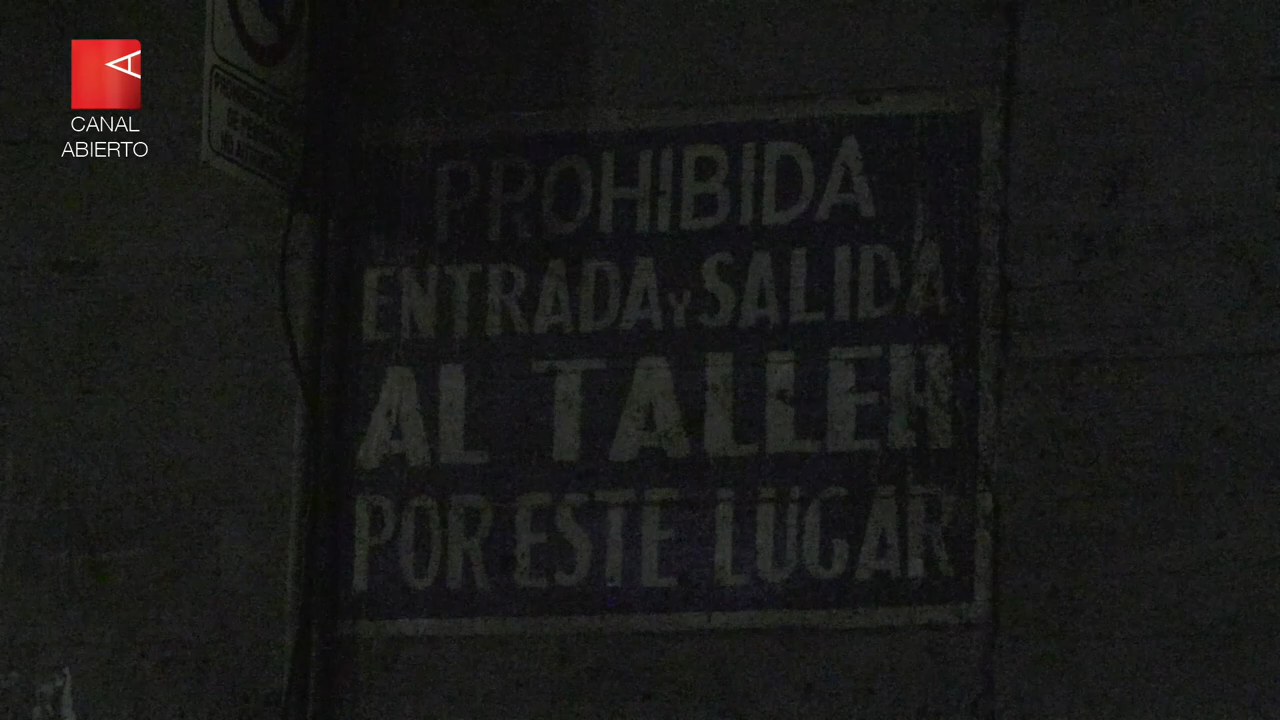 CANAL
ABIERTO
PROHIBIDA
ENTRADA Y SALIDA
AL TALLER
POR ESTE LUGAR